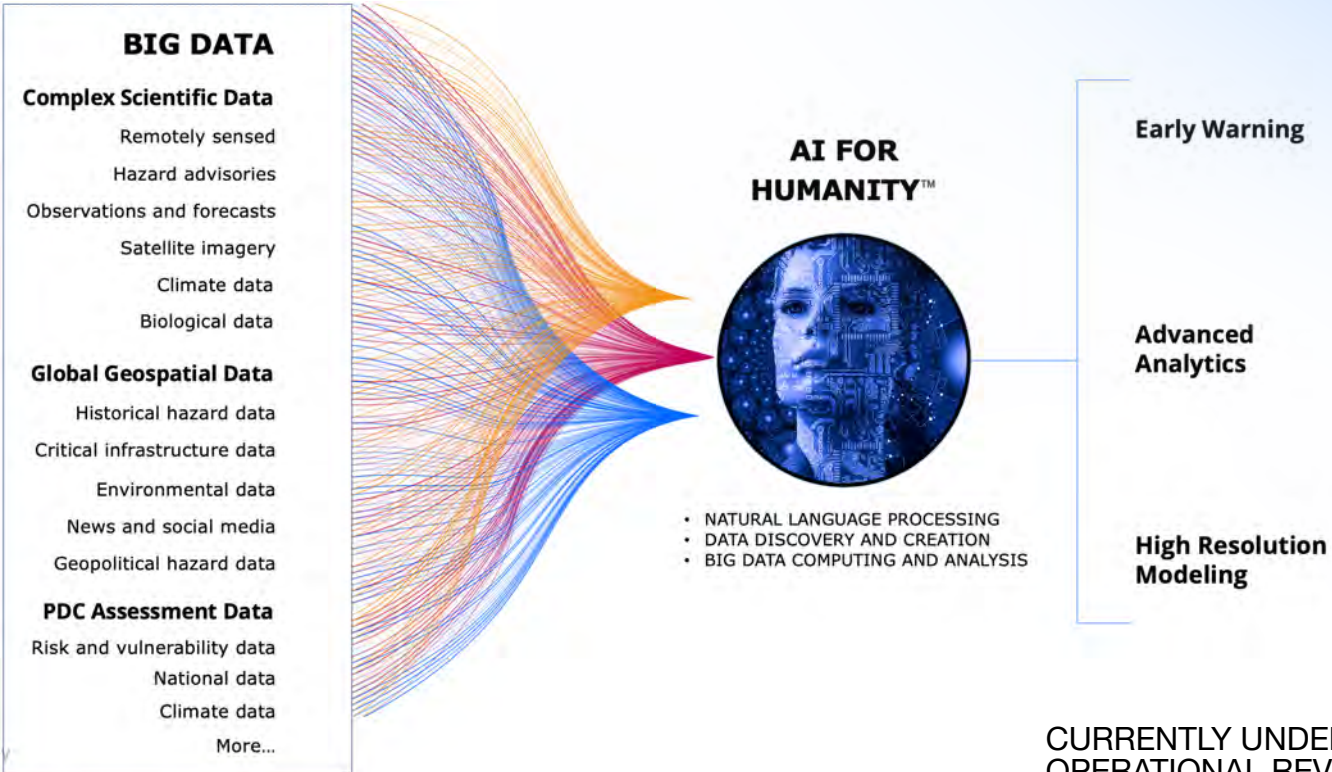 BIG DATA
Complex Scientific Data
Remotely sensed
Hazard advisories
Observations and forecasts
Satellite imagery
Climate data
Biological data
Global Geospatial Data
Historical hazard data
Critical infrastructure data
Environmental data
News and social media
Geopolitical hazard data
PDC Assessment Data
Risk and vulnerability data
National data
Climate data
More...
AI FOR
HUMANITY™
• NATURAL LANGUAGE PROCESSING
• DATA DISCOVERY AND CREATION
• BIG DATA COMPUTING AND ANALYSIS
Early Warning
Advanced
Analytics
High Resolution
Modeling
CURRENTLY
OPERATIONAL